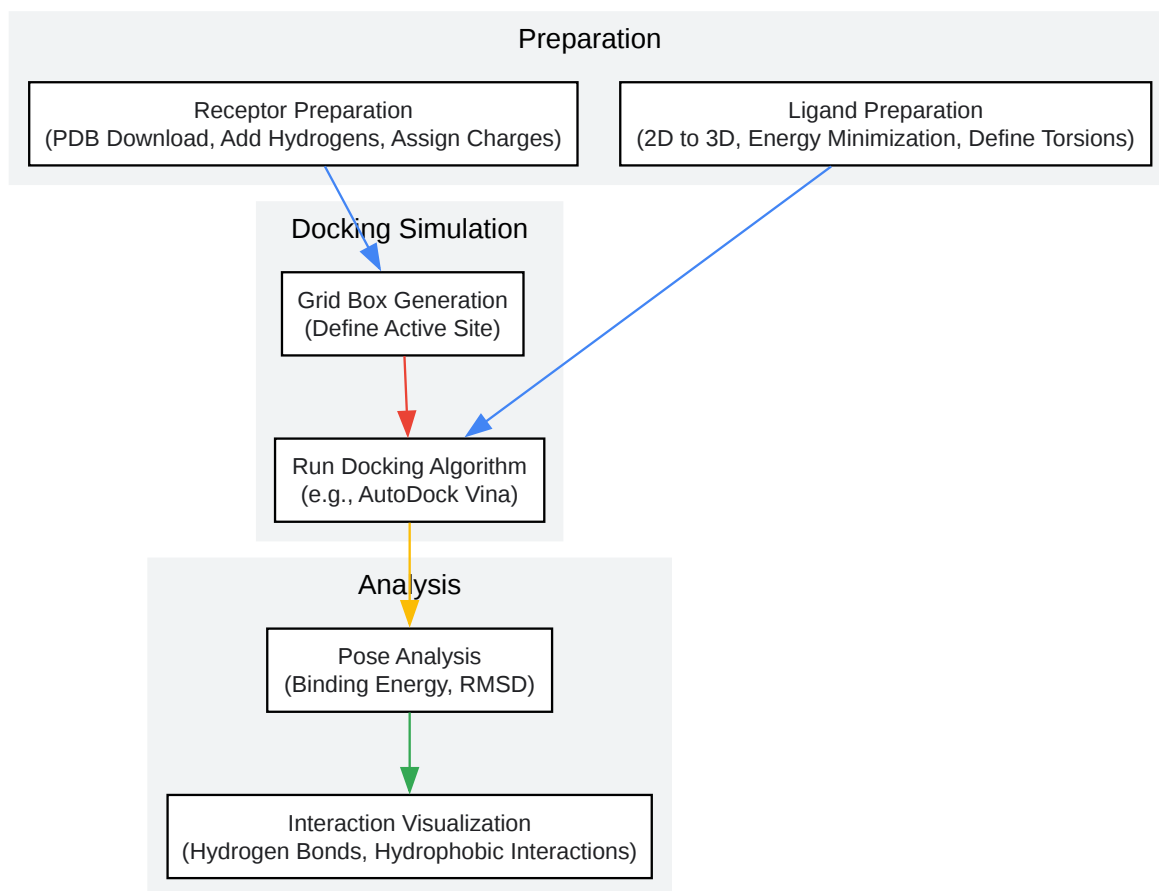 Preparation
Receptor Preparation
(PDB Download, Add Hydrogens, Assign Charges)
Ligand Preparation
(2D to 3D, Energy Minimization, Define Torsions)
Docking Simulation
Grid Box Generation
(Define Active Site)
Run Docking Algorithm
(e.g., AutoDock Vina)
Analysis
Pose Analysis
(Binding Energy, RMSD)
Interaction Visualization
(Hydrogen Bonds, Hydrophobic Interactions)